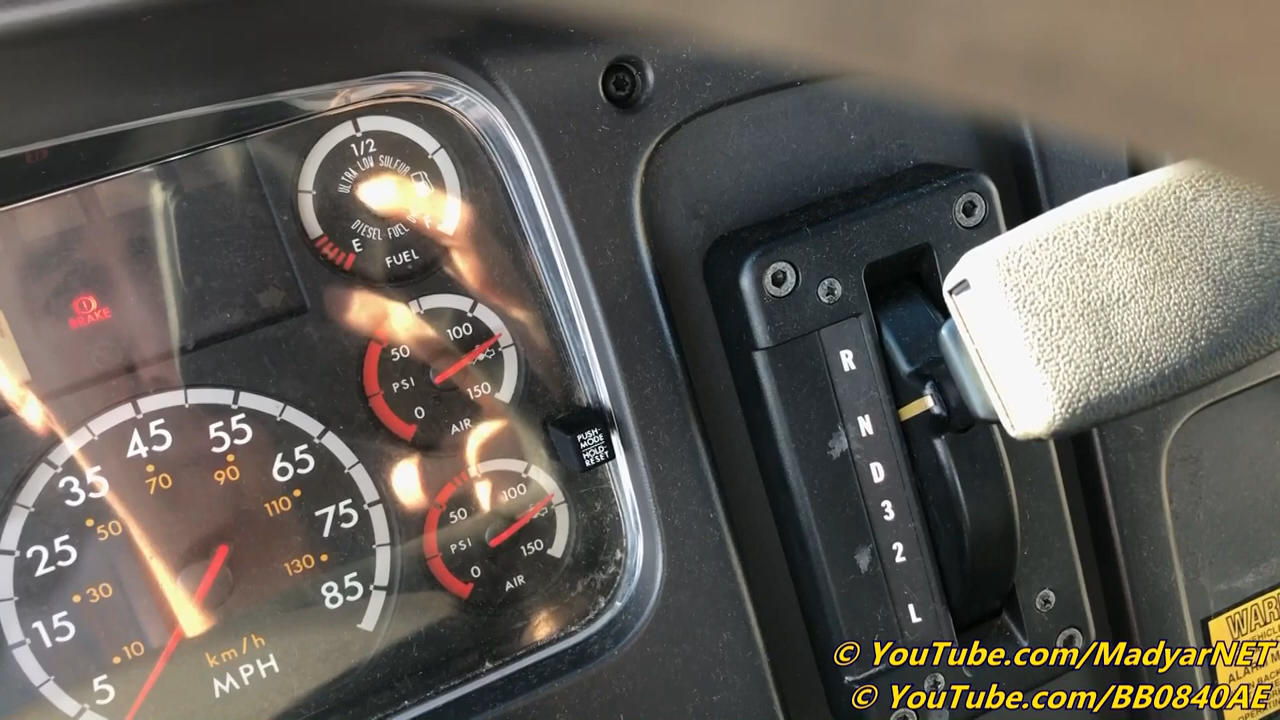 1/2
ULTRA LOW SULFUR
DIESEL FUEL
E
F
FUEL
BRAKE
50
100
150
0
PSI
AIR
PUSH-
MODE
HOLD-
RESET
50
100
150
0
PSI
AIR
5
15
25
35
45
55
65
75
85
10
30
50
70
90
110
130
km/h
MPH
R
N
D
3
2
L
© YouTube.com/MadyarNET
© YouTube.com/BB0840AE